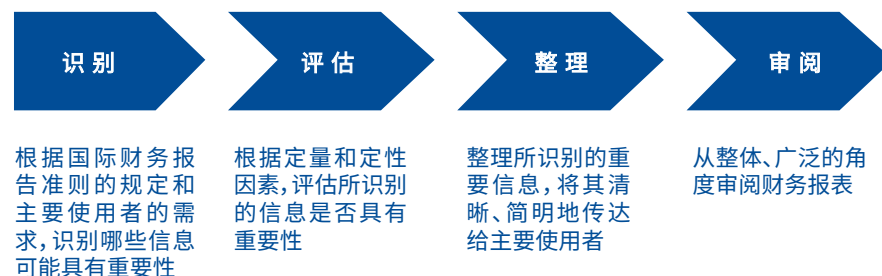 识别
评估
整理
审阅
根据国际财务报
告准则的规定和
主要使用者的需
求，识别哪些信息
可能具有重要性
根据定量和定性
因素，评估所识别
的信息是否具有
重要性
整理所识别的重
要信息，将其清
晰、简明地传达
给主要使用者
从整体、广泛的角
度审阅财务报表